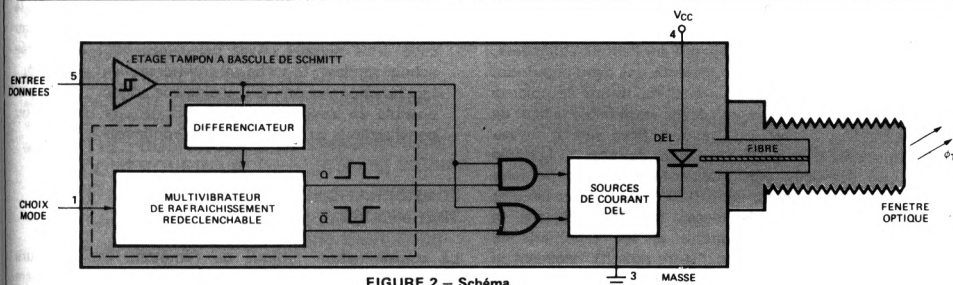 VCC
4
ETAGE TAMPON A BASCULE DE SCHMITT
5
ENTREE
DONNEES
DIFFERENCIATEUR
DEL
FIBRE
Q
CHOIX
MODE
1
MULTIVIBRATEUR
DE RAFRAICHISSEMENT
REDECLENCHABLE
Q̄
SOURCES
DE COURANT
DEL
FENETRE
OPTIQUE
3
MASSE
FIGURE 2 – Schéma